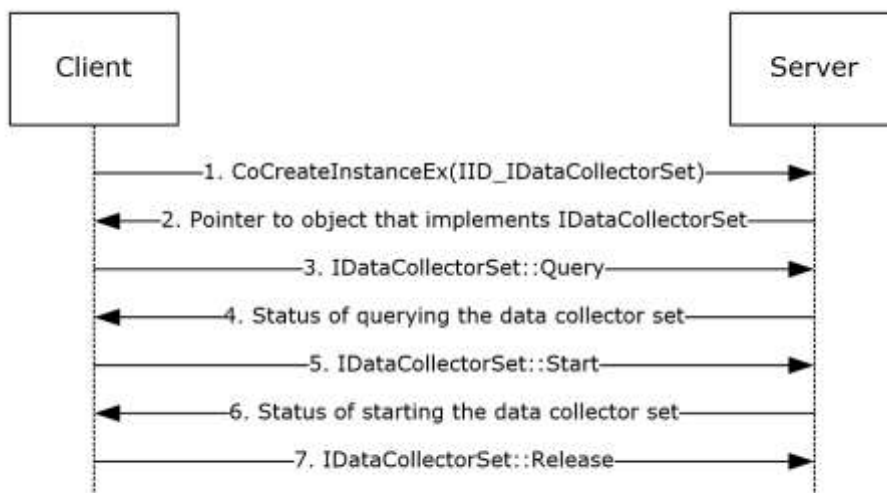 Client
Server
1. CoCreateInstanceEx(IID_IDataCollectorSet)
2. Pointer to object that implements IDataCollectorSet
3. IDataCollectorSet::Query
4. Status of querying the data collector set
5. IDataCollectorSet::Start
6. Status of starting the data collector set
7. IDataCollectorSet::Release